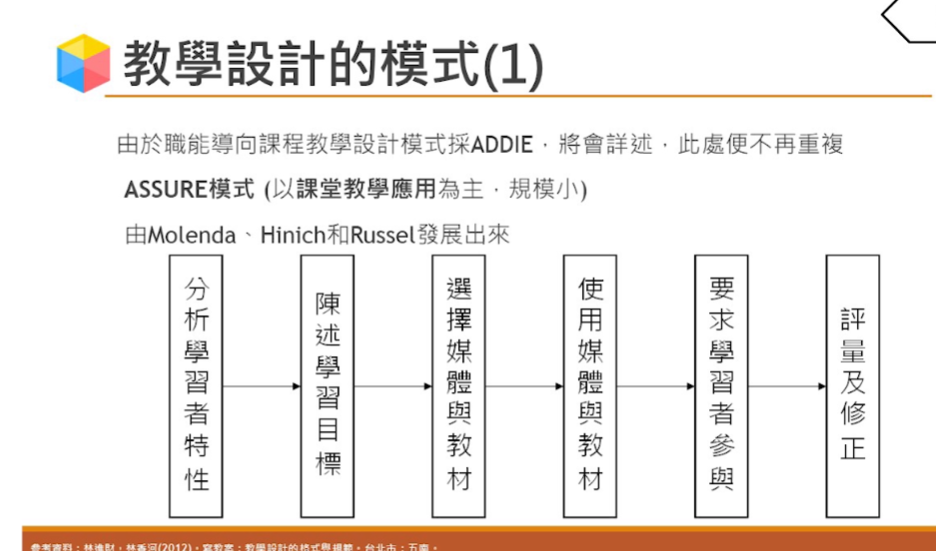 教學設計的模式(1)
由於職能導向課程教學設計模式採ADDIE，將會詳述，此處便不再重複
ASSURE模式 (以課堂教學應用為主，規模小)
由Molenda、Hinich和Russel發展出來
分析學習者特性
陳述學習目標
選擇媒體與教材
使用媒體與教材
要求學習者參與
評量及修正
參考資料：林進財，林香河(2012)。寫教案：教學設計的格式與規範。台北市：五南。